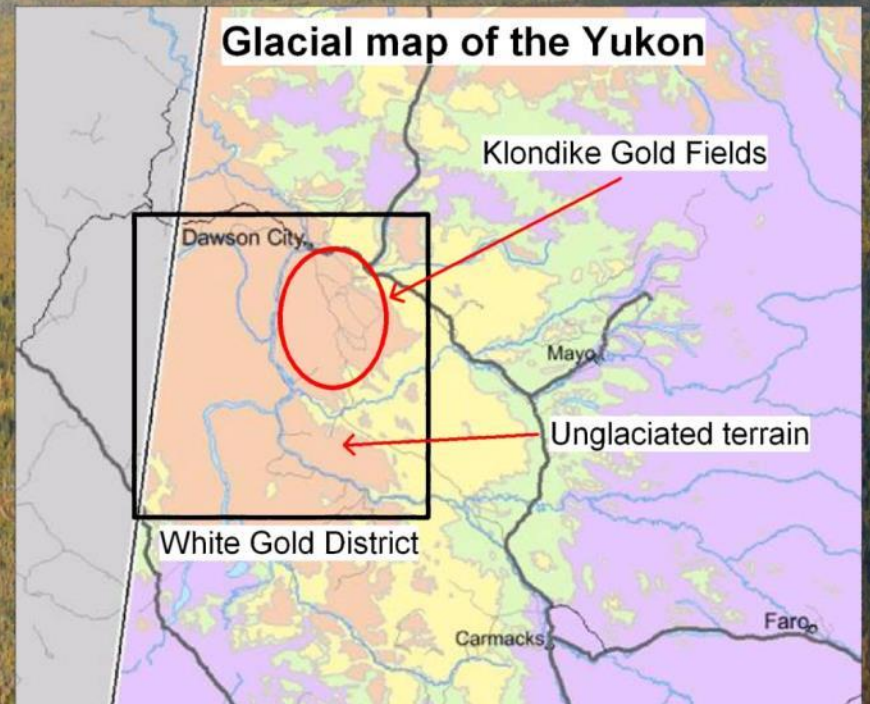 Glacial map of the Yukon
Klondike Gold Fields
Dawson City
Mayo
Unglaciated terrain
White Gold District
Carmacks
Faro